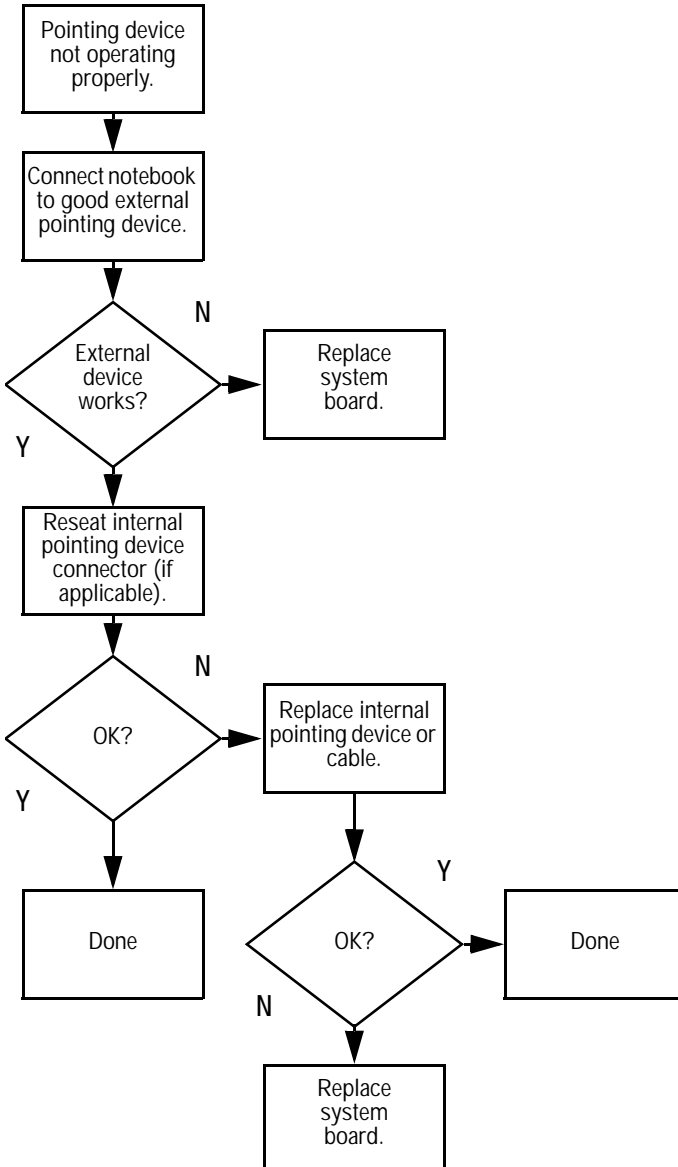 Pointing device
not operating
properly.
Connect notebook
to good external
pointing device.
N
External
device
works?
Replace
system
board.
Y
Reseat internal
pointing device
connector (if
applicable).
N
OK?
Replace internal
pointing device or
cable.
Y
Done
Y
OK?
Done
N
Replace
system
board.